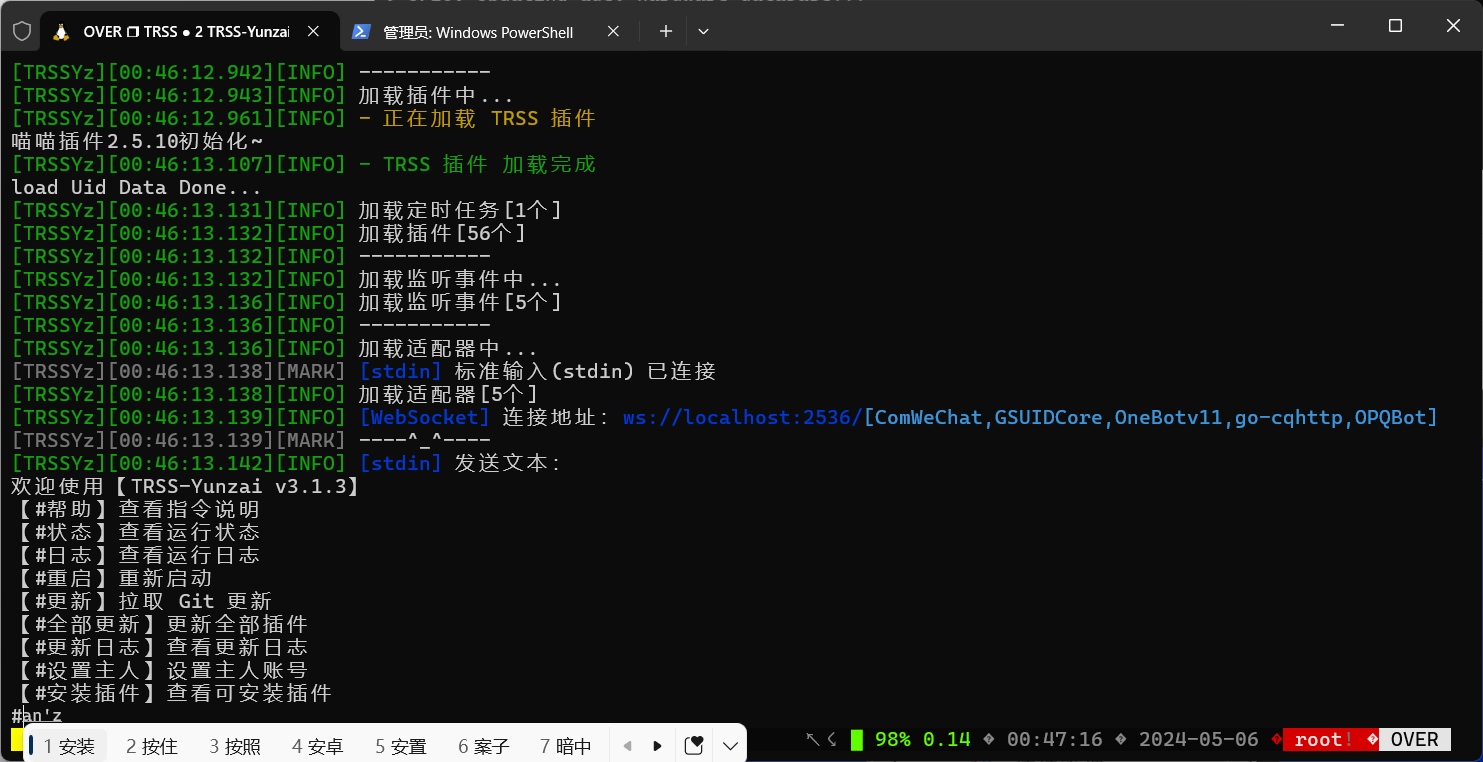 OVER TRSS ● 2 TRSS-Yunzai
管理员: Windows PowerShell
[TRSSYz][00:46:12.942][INFO] -----------
[TRSSYz][00:46:12.943][INFO] 加载插件中...
[TRSSYz][00:46:12.961][INFO] - 正在加载 TRSS 插件
喵喵插件2.5.10初始化~
[TRSSYz][00:46:13.107][INFO] - TRSS 插件 加载完成
load Uid Data Done...
[TRSSYz][00:46:13.131][INFO] 加载定时任务[1个]
[TRSSYz][00:46:13.132][INFO] 加载插件[56个]
[TRSSYz][00:46:13.132][INFO] -----------
[TRSSYz][00:46:13.132][INFO] 加载监听事件中...
[TRSSYz][00:46:13.136][INFO] 加载监听事件[5个]
[TRSSYz][00:46:13.136][INFO] -----------
[TRSSYz][00:46:13.136][INFO] 加载适配器中...
[TRSSYz][00:46:13.138][MARK] [stdin] 标准输入(stdin) 已连接
[TRSSYz][00:46:13.138][INFO] 加载适配器[5个]
[TRSSYz][00:46:13.139][INFO] [WebSocket] 连接地址: ws://localhost:2536/[ComWeChat,GSUIDCore,OneBotv11,go-cqhttp,OPQBot]
[TRSSYz][00:46:13.139][MARK] ----^_^----
[TRSSYz][00:46:13.142][INFO] [stdin] 发送文本:
欢迎使用【TRSS-Yunzai v3.1.3】
【#帮助】查看指令说明
【#状态】查看运行状态
【#日志】查看运行日志
【#重启】重新启动
【#更新】拉取 Git 更新
【#全部更新】更新全部插件
【#更新日志】查看更新日志
【#设置主人】设置主人账号
【#安装插件】查看可安装插件
#an'z
1 安装 2 按住 3 按照 4 安卓 5 安置 6 案子 7 暗中
98% 0.14 � 00:47:16 � 2024-05-06 � root! � OVER